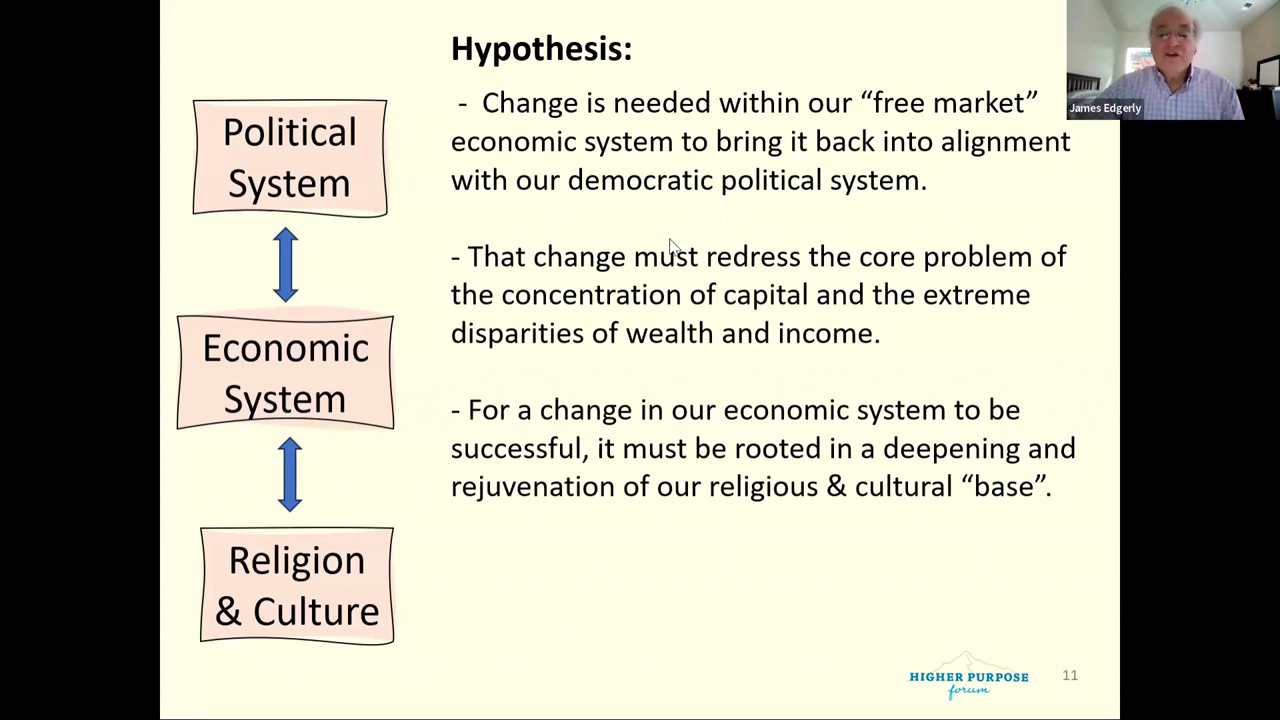 Hypothesis:
- Change is needed within our “free market”
economic system to bring it back into alignment
with our democratic political system.
- That change must redress the core problem of
the concentration of capital and the extreme
disparities of wealth and income.
- For a change in our economic system to be
successful, it must be rooted in a deepening and
rejuvenation of our religious & cultural “base”.
Political
System
Economic
System
Religion
& Culture
James Edgerly
HIGHER PURPOSE
forum
11